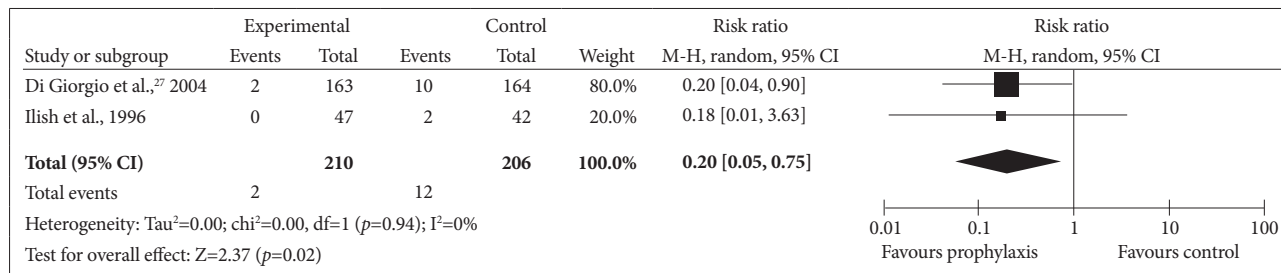 Experimental Control Risk ratio Risk ratio
Study or subgroup Events Total Events Total Weight M-H, random, 95% CI M-H, random, 95% CI
Di Giorgio et al.,²⁷ 2004 2 163 10 164 80.0% 0.20 [0.04, 0.90]
Ilish et al., 1996 0 47 2 42 20.0% 0.18 [0.01, 3.63]
Total (95% CI) 210 206 100.0% 0.20 [0.05, 0.75]
Total events 2 12
Heterogeneity: Tau²=0.00; chi²=0.00, df=1 (p=0.94); I²=0%
Test for overall effect: Z=2.37 (p=0.02)
0.01 0.1 1 10 100
Favours prophylaxis Favours control